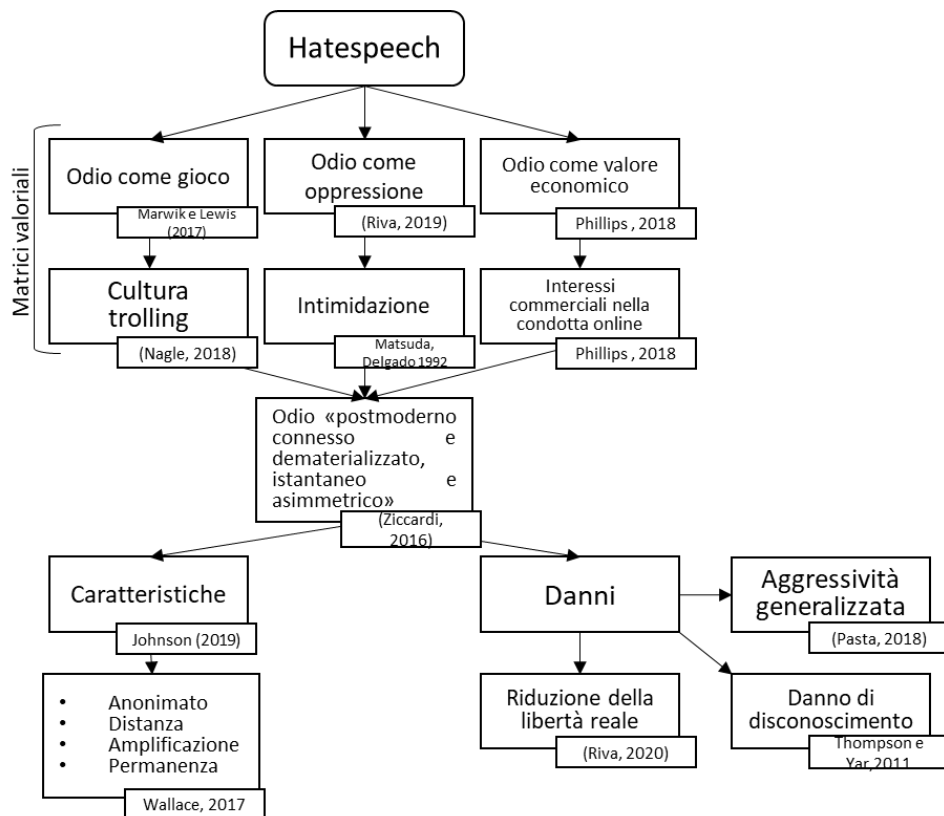 Hatespeech
Matrici valoriali
Odio come gioco
Marwik e Lewis
(2017)
Odio come
oppressione
(Riva, 2019)
Odio come valore
economico
Phillips , 2018
Cultura
trolling
(Nagle, 2018)
Intimidazione
Matsuda,
Delgado 1992
Interessi
commerciali nella
condotta online
Phillips, 2018
Odio «postmoderno
connesso e
dematerializzato,
istantaneo e
asimmetrico»
(Ziccardi,
2016)
Caratteristiche
Johnson (2019)
Danni
Aggressività
generalizzata
(Pasta, 2018)
• Anonimato
• Distanza
• Amplificazione
• Permanenza
Wallace, 2017
Riduzione della
libertà reale
(Riva, 2020)
Danno di
disconoscimento
Thompson e
Yar,2011